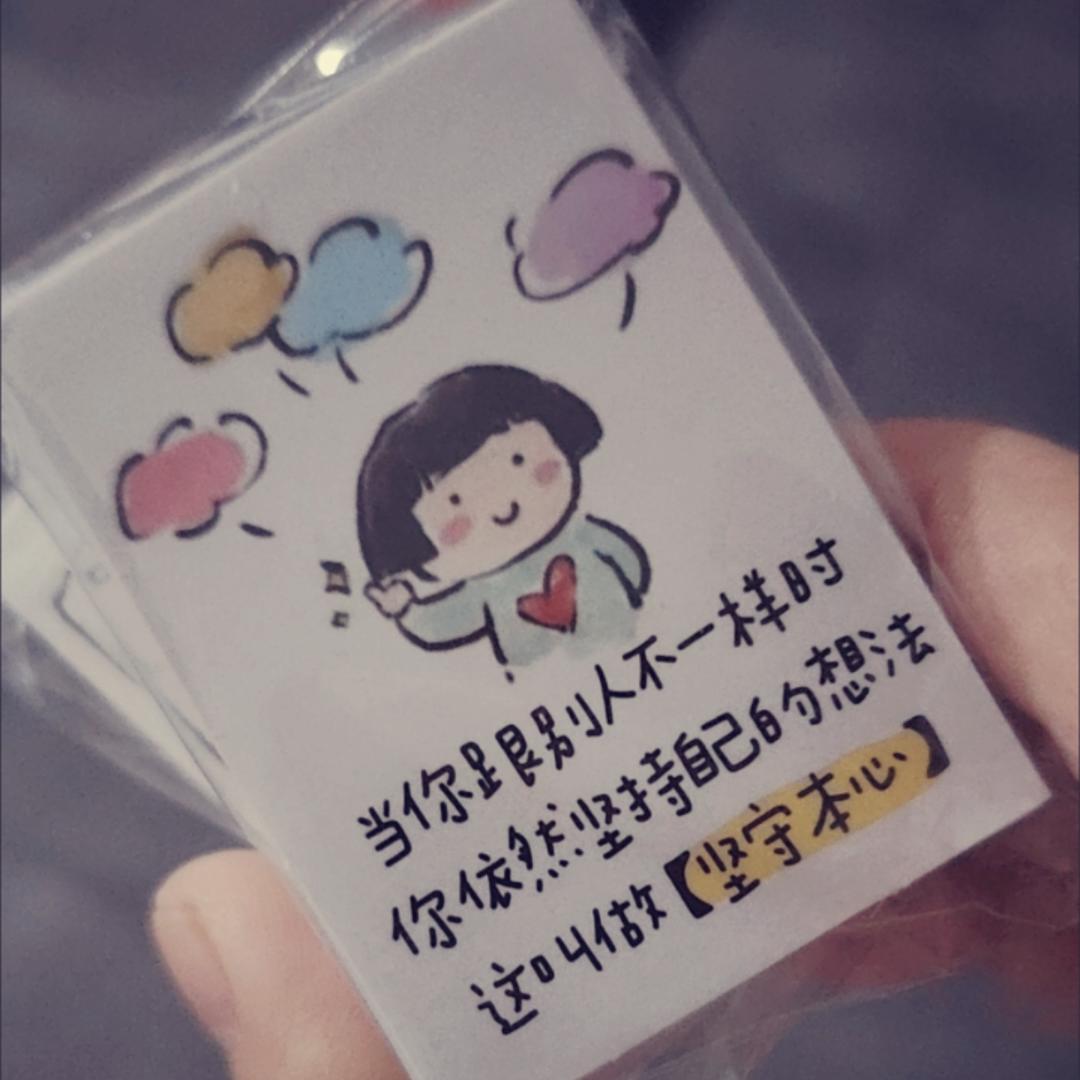 当你跟别人不一样时
你依然坚持自己的想法
这叫做【坚守本心】